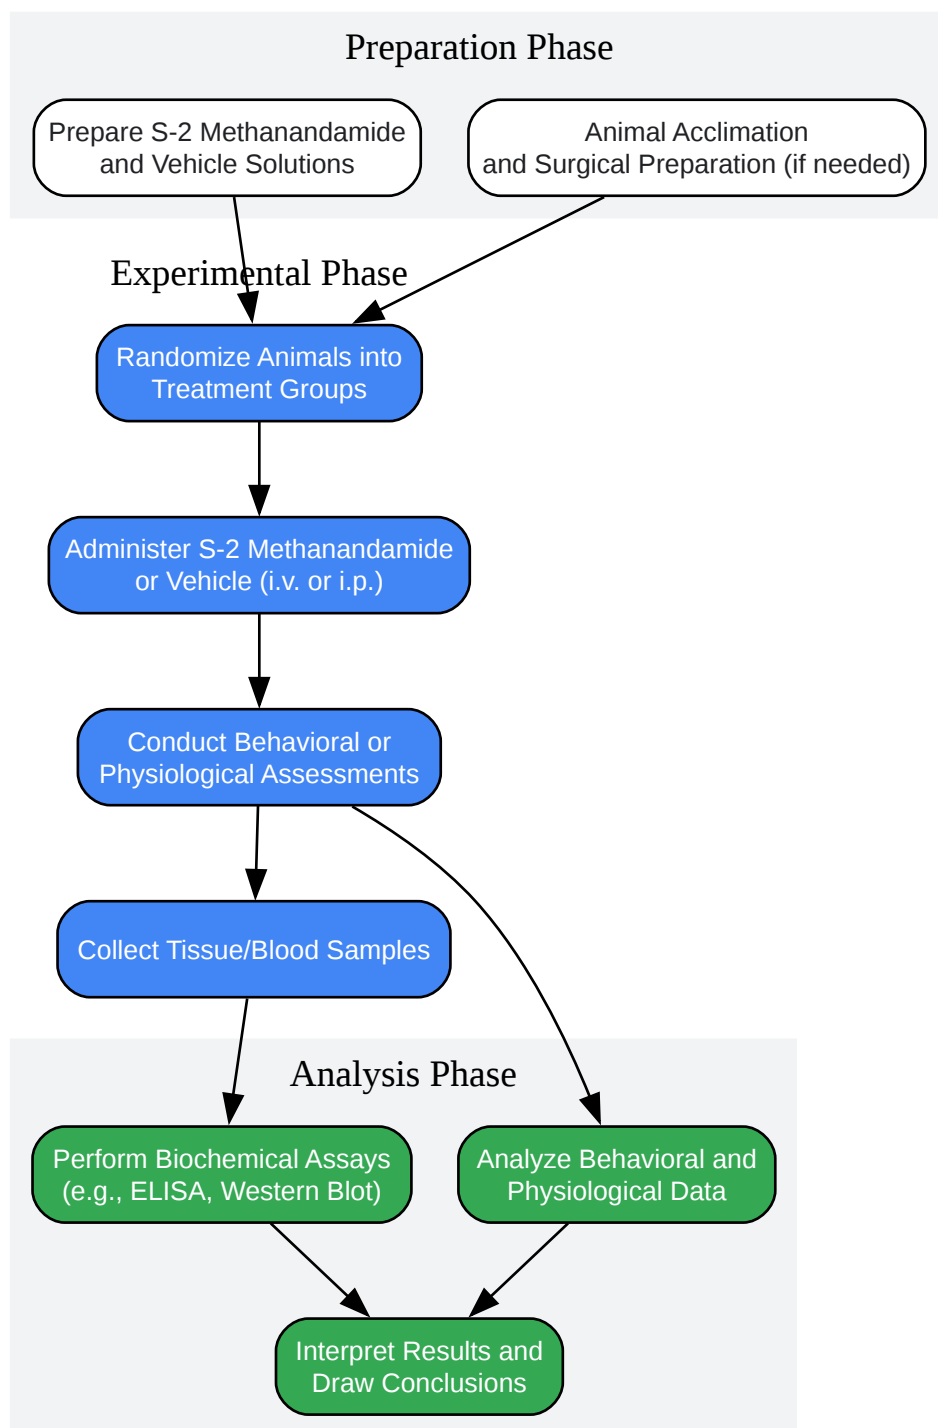 Preparation Phase
Prepare S-2 Methanandamide
and Vehicle Solutions
Animal Acclimation
and Surgical Preparation (if needed)
Experimental Phase
Randomize Animals into
Treatment Groups
Administer S-2 Methanandamide
or Vehicle (i.v. or i.p.)
Conduct Behavioral or
Physiological Assessments
Collect Tissue/Blood Samples
Analysis Phase
Perform Biochemical Assays
(e.g., ELISA, Western Blot)
Analyze Behavioral and
Physiological Data
Interpret Results and
Draw Conclusions